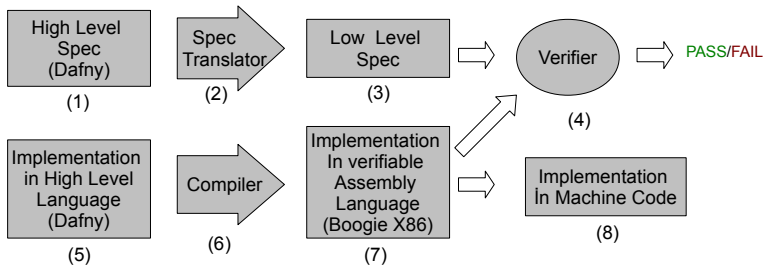 High Level
Spec
(Dafny)
(1)
Spec
Translator
(2)
Low Level
Spec
(3)
Verifier
(4)
PASS/FAIL
Implementation
in High Level
Language
(Dafny)
(5)
Compiler
(6)
Implementation
In verifiable
Assembly
Language
(Boogie X86)
(7)
Implementation
İn Machine Code
(8)